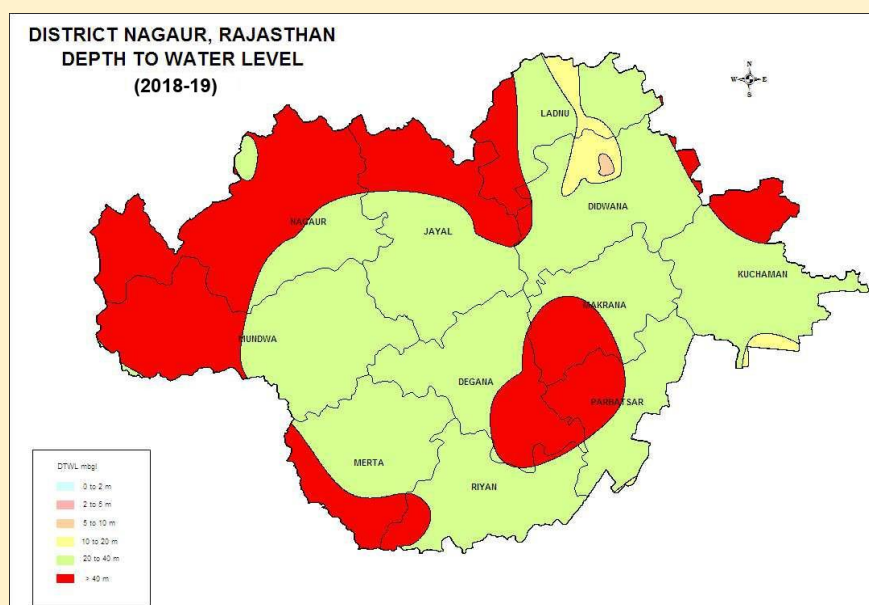 DISTRICT NAGAUR, RAJASTHAN
DEPTH TO WATER LEVEL
(2018-19)
N
W E
S
LADNU
DIDWANA
NAGAUR
JAYAL
KUCHAMAN
MAKRANA
MUNDWA
DEGANA
PARBATSAR
MERTA
RIYAN
DTWL mbgl
0 to 2 m
2 to 5 m
5 to 10 m
10 to 20 m
20 to 40 m
> 40 m